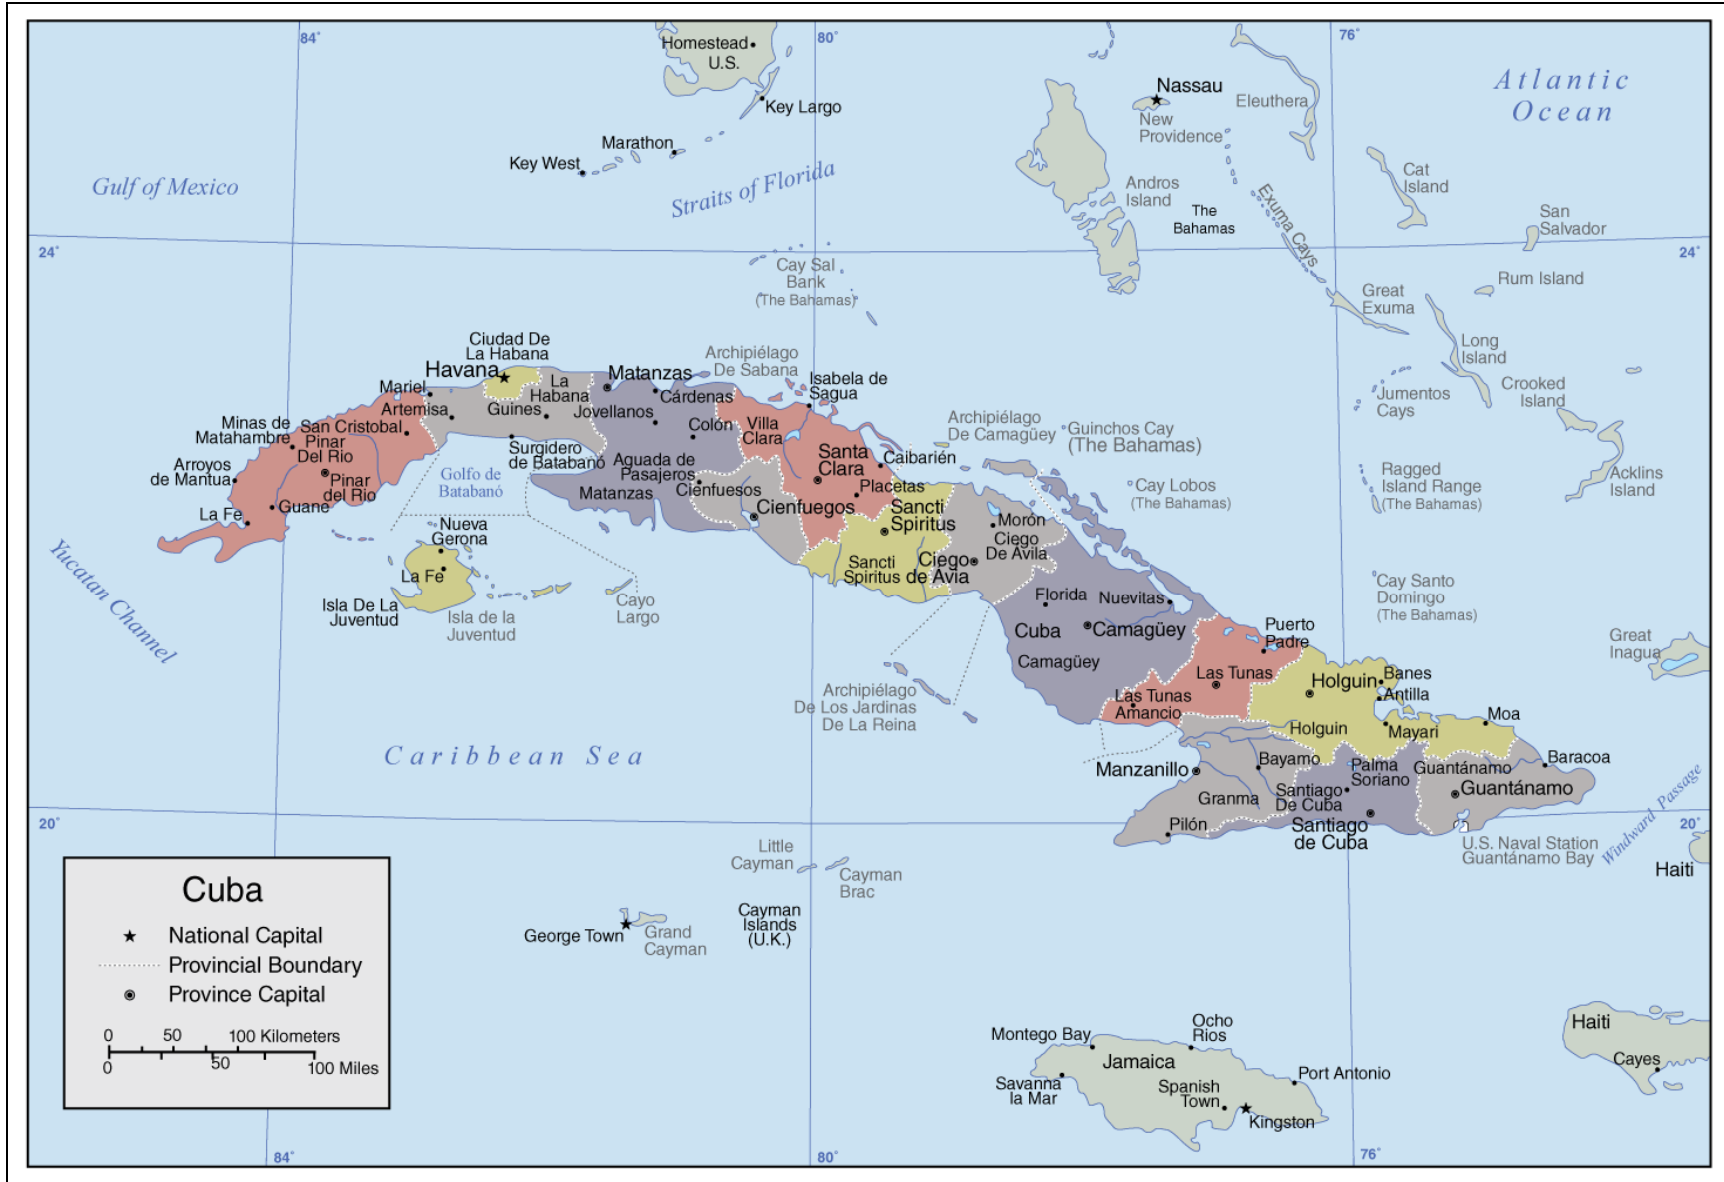 84°
80°
76°
Homestead
U.S.
Key Largo
Marathon
Key West
Gulf of Mexico
Straits of Florida
Nassau
New
Providence
Eleuthera
Atlantic
Ocean
Andros
Island
The
Bahamas
Exuma Cays
Cat
Island
San
Salvador
24°
24°
Cay Sal
Bank
(The Bahamas)
Great
Exuma
Rum Island
Long
Island
Crooked
Island
Jumentos
Cays
Acklins
Island
Ragged
Island Range
(The Bahamas)
Ciudad De
La Habana
Havana
La
Habana
Mariel
Artemisa
Guines
Matanzas
Cárdenas
Jovellanos
Colón
Archipiélago
De Sabana
Isabela de
Sagua
Villa
Clara
Archipiélago
De Camagüey
Guinchos Cay
(The Bahamas)
Cay Lobos
(The Bahamas)
Minas de
Matahambre
San Cristobal
Pinar
Del Rio
Pinar
del Rio
Arroyos
de Mantua
La Fe
Guane
Surgidero
de Batabanó
Golfo de
Batabanó
Aguada de
Pasajeros
Matanzas
Cienfuesos
Cienfuegos
Santa
Clara
Caibarién
Placetas
Sancti
Spiritus
Sancti
Spiritus
Morón
Ciego
De Avila
Ciego
de Avia
Nueva
Gerona
La Fe
Isla De La
Juventud
Isla de la
Juventud
Cayo
Largo
Yucatan Channel
Florida
Nuevitas
Cuba
Camagüey
Camagüey
Cay Santo
Domingo
(The Bahamas)
Great
Inagua
Puerto
Padre
Las Tunas
Las Tunas
Amancio
Archipiélago
De Los Jardinas
De La Reina
Holguin
Banes
Antilla
Holguin
Mayari
Moa
Caribbean Sea
Manzanillo
Bayamo
Palma
Soriano
Guantánamo
Baracoa
Guantánamo
Granma
Santiago
De Cuba
Pilón
Santiago
de Cuba
U.S. Naval Station
Guantánamo Bay
Windward Passage
Haiti
20°
20°
Little
Cayman
Cayman
Brac
Cayman
Islands
(U.K.)
George Town
Grand
Cayman
Cuba
National Capital
Provincial Boundary
Province Capital
0 50 100 Kilometers
0 50 100 Miles
Montego Bay
Ocho
Rios
Jamaica
Savanna
la Mar
Spanish
Town
Port Antonio
Kingston
Haiti
Cayes
84°
80°
76°